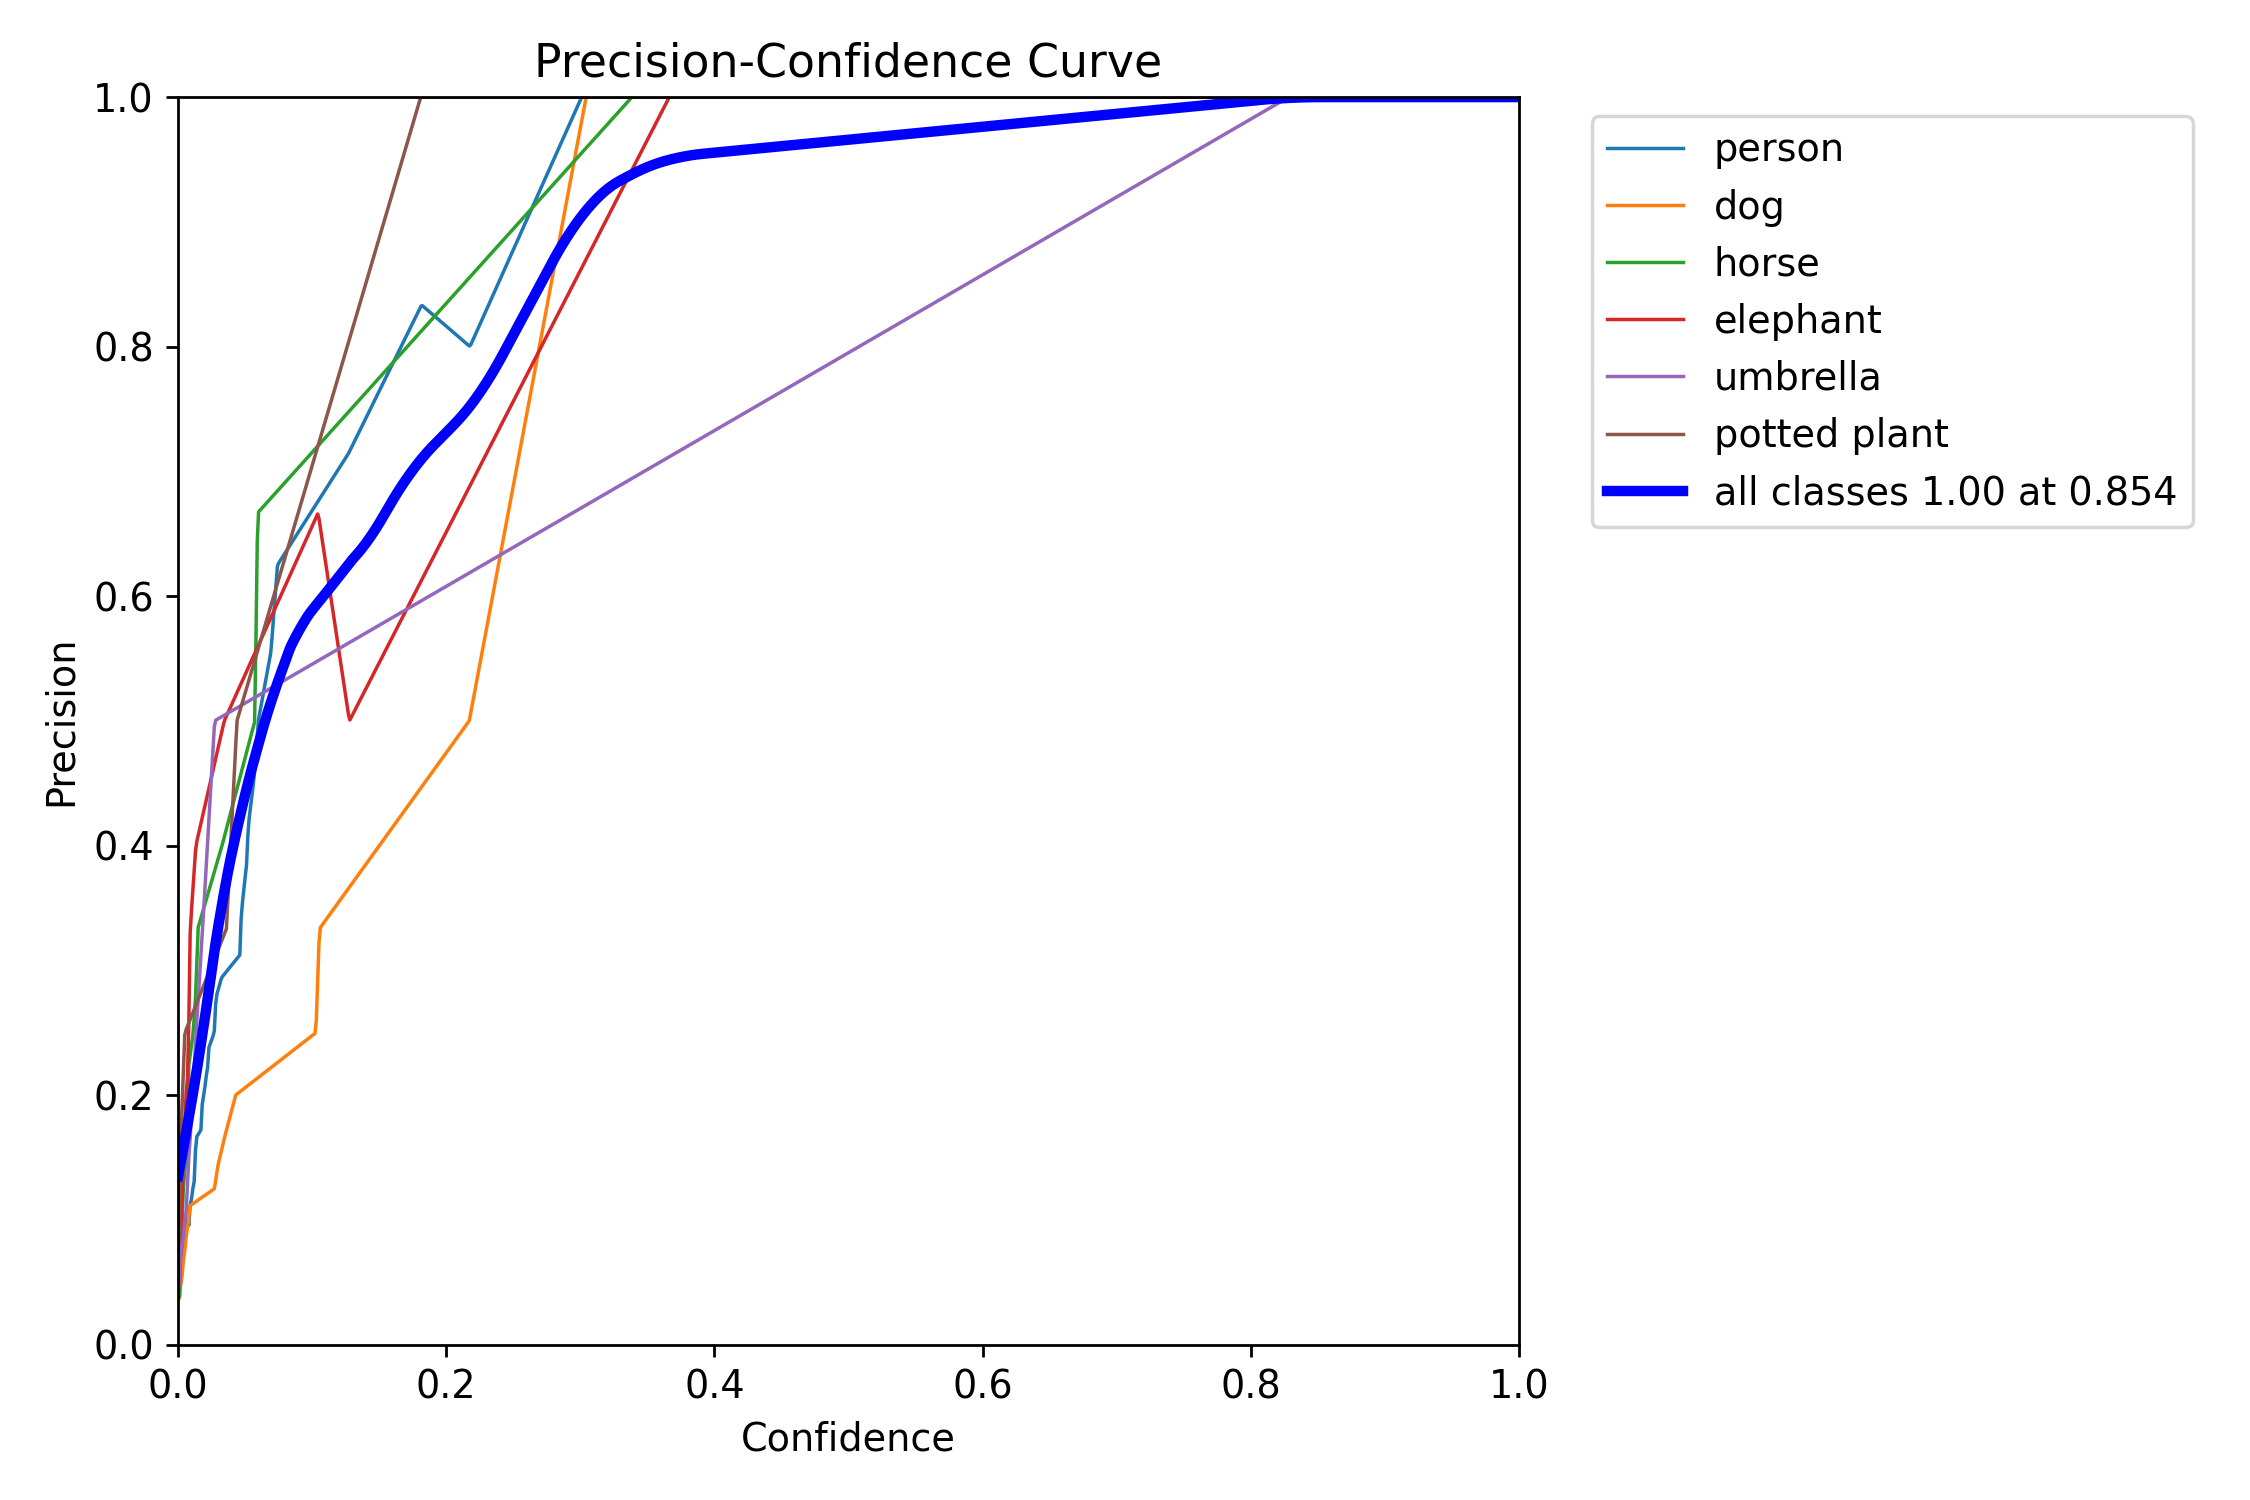 Precision-Confidence Curve
1.0
0.8
0.6
0.4
0.2
0.0
Precision
0.0 0.2 0.4 0.6 0.8 1.0
Confidence
person
dog
horse
elephant
umbrella
potted plant
all classes 1.00 at 0.854